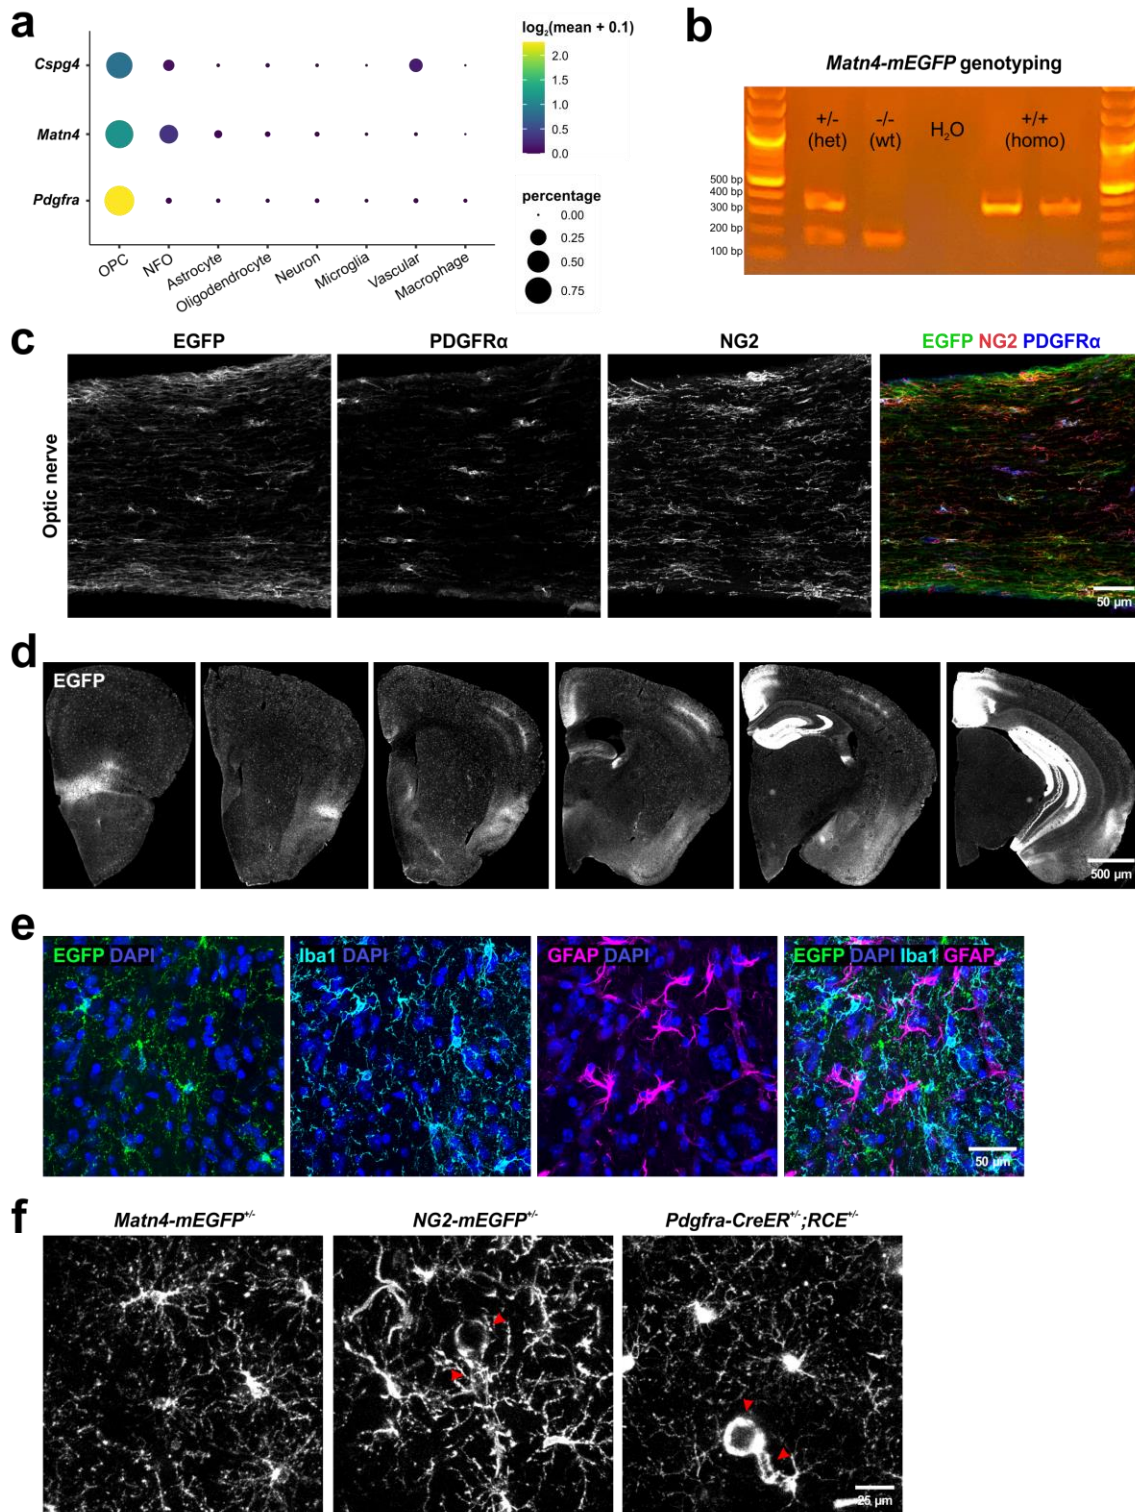 a
log₂(mean + 0.1)
2.0
1.5
1.0
0.5
0.0
Cspg4
Matn4
Pdgfra
percentage
0.00
0.25
0.50
0.75
OPC
NFO
Astrocyte
Oligodendrocyte
Neuron
Microglia
Vascular
Macrophage
b
Matn4-mEGFP genotyping
+/- -/- H₂O +/+
(het) (wt) (homo)
500 bp
400 bp
300 bp
200 bp
100 bp
c
EGFP PDGFRα NG2 EGFP NG2 PDGFRα
Optic nerve
50 µm
d
EGFP
500 µm
e
EGFP DAPI Iba1 DAPI GFAP DAPI EGFP DAPI Iba1 GFAP
50 µm
f
Matn4-mEGFP⁺/⁻ NG2-mEGFP⁺/⁻ Pdgfra-CreER⁺/⁻;RCE⁺/⁻
25 µm